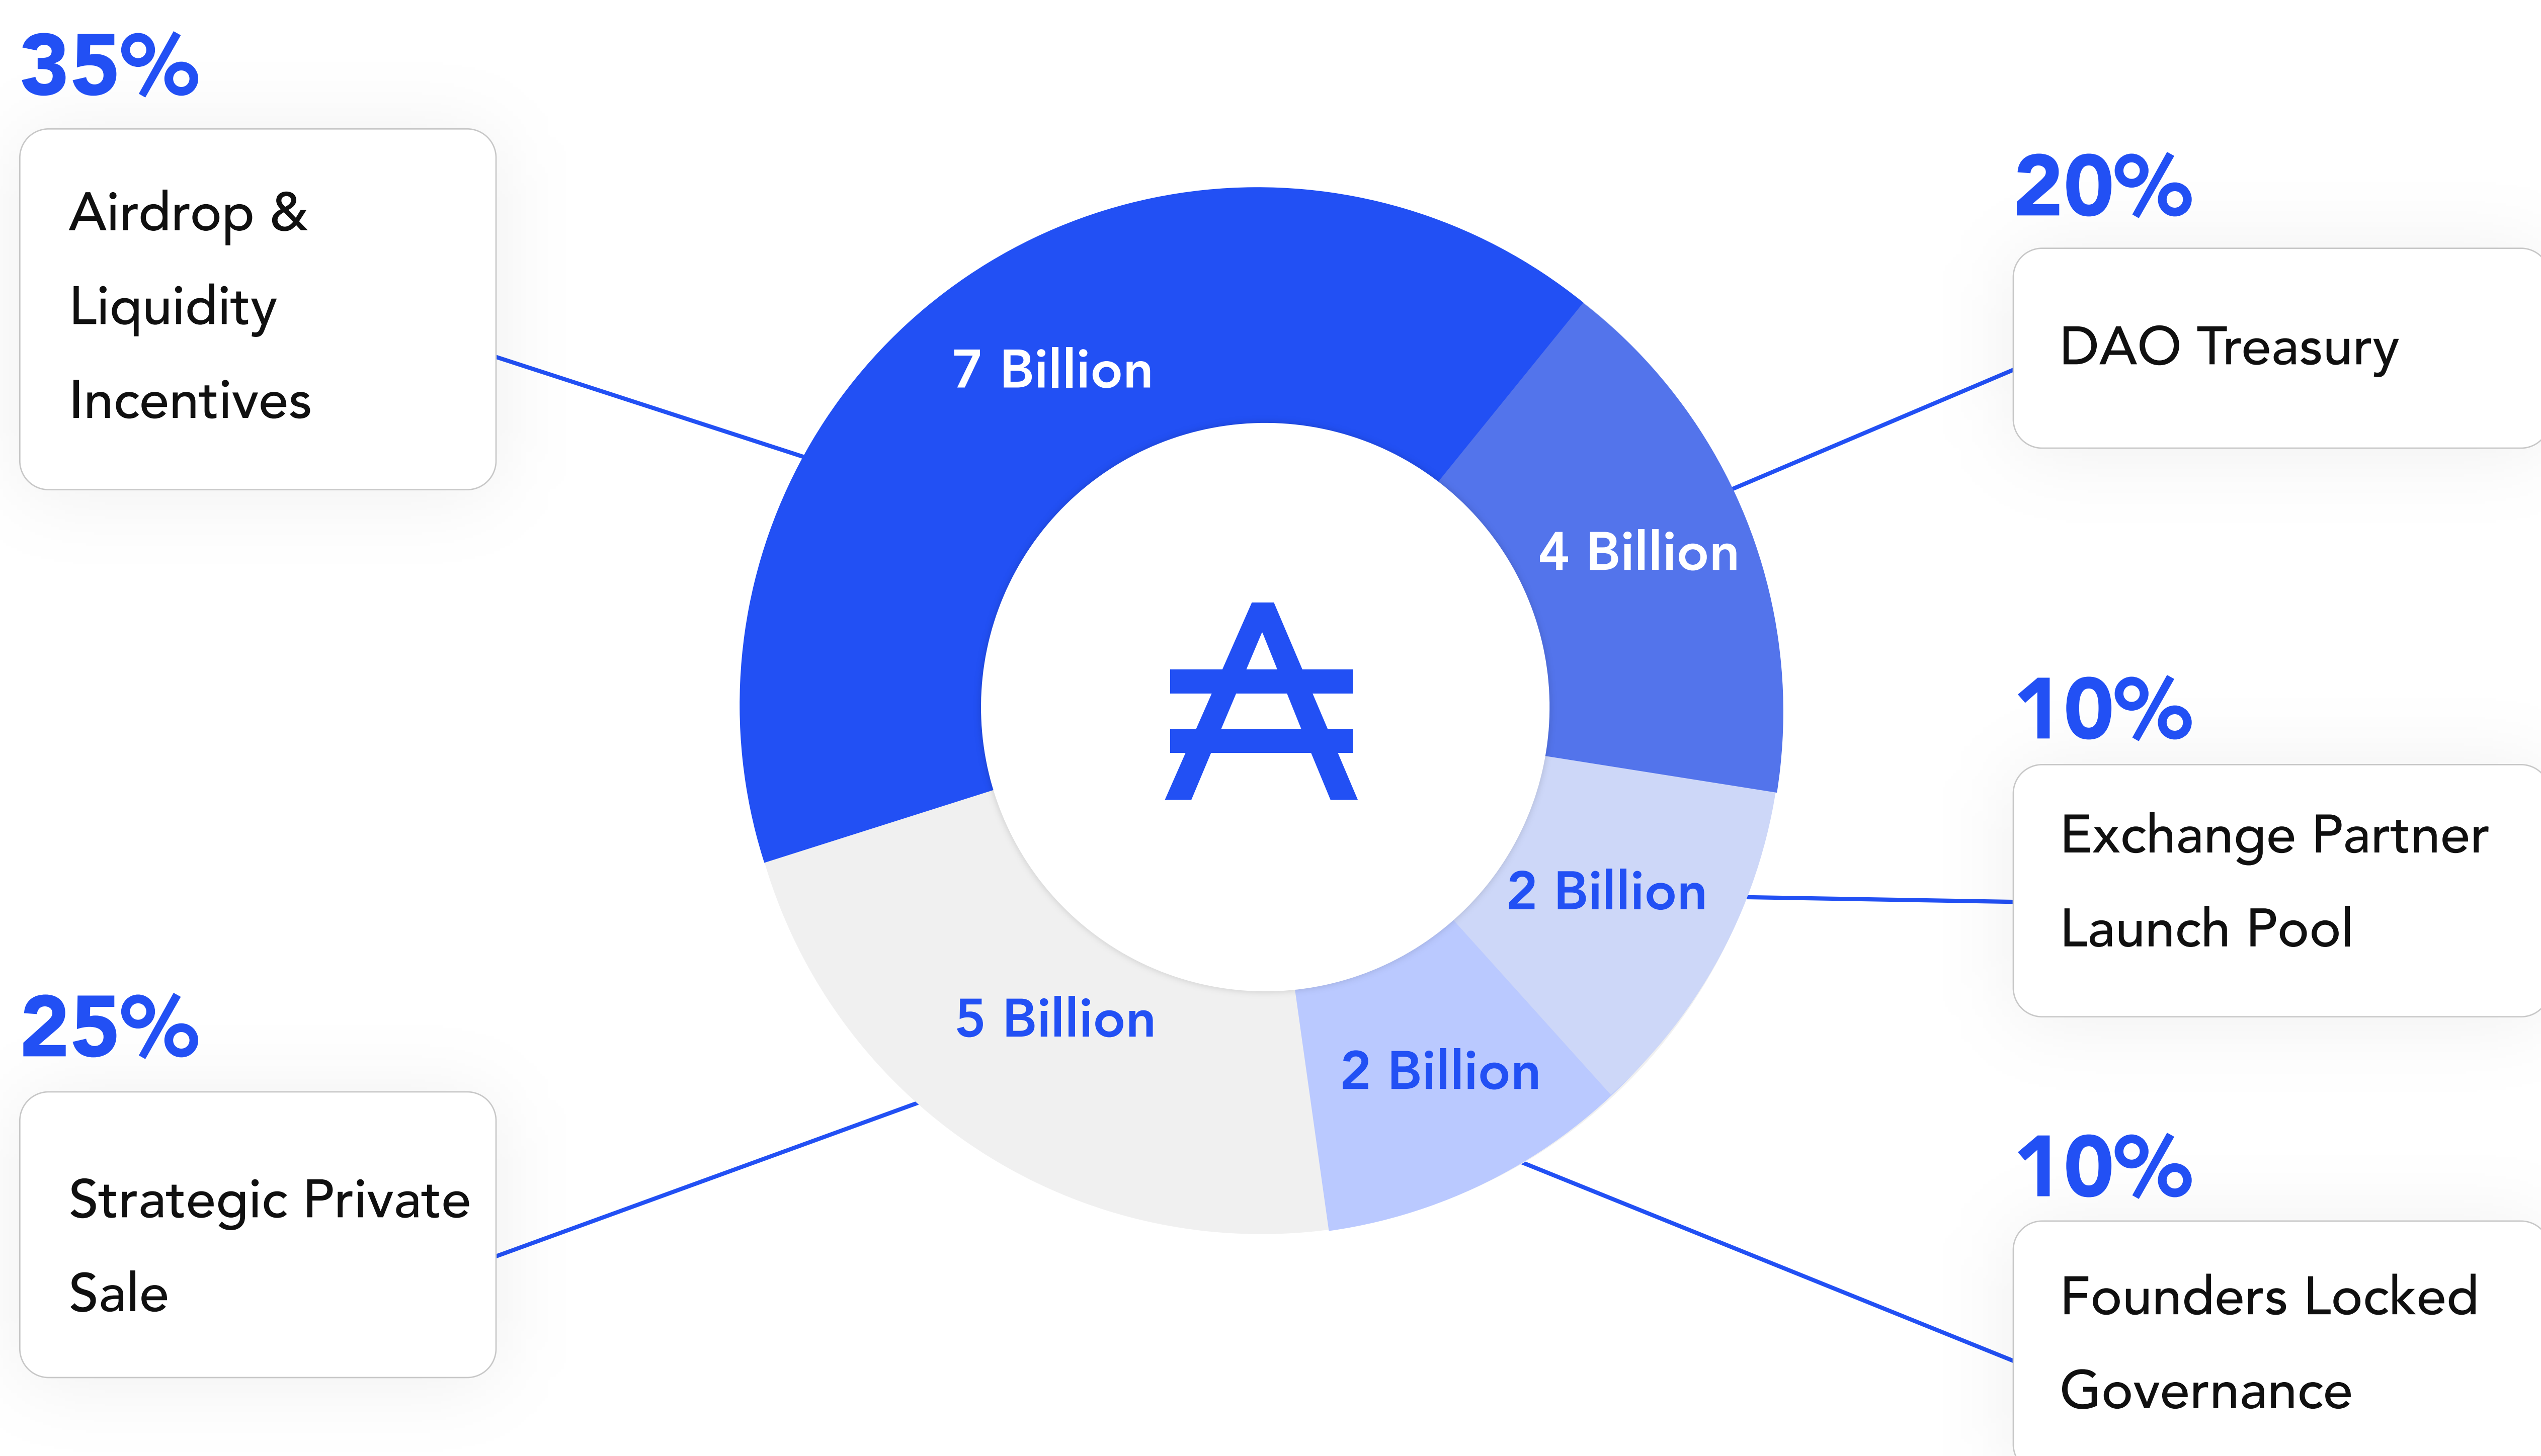 35%
Airdrop &
Liquidity
Incentives
7 Billion
20%
DAO Treasury
4 Billion
10%
Exchange Partner
Launch Pool
2 Billion
25%
Strategic Private
Sale
5 Billion
2 Billion
10%
Founders Locked
Governance